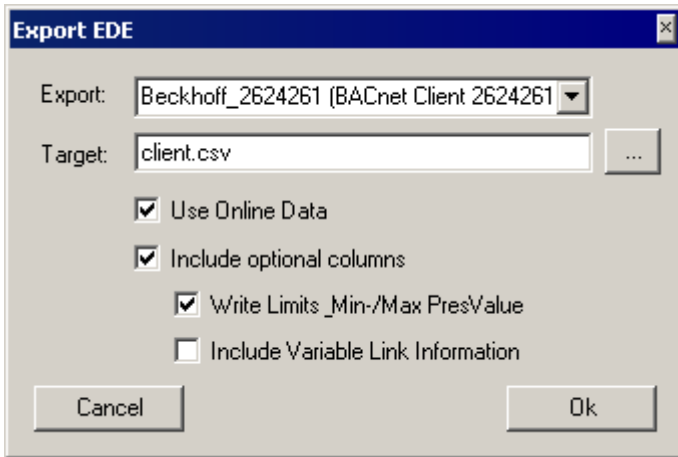 Export EDE
Export: Beckhoff_2624261 (BACnet Client 2624261
Target: client.csv ...
Use Online Data
Include optional columns
Write Limits _Min-/Max PresValue
Include Variable Link Information
Cancel Ok